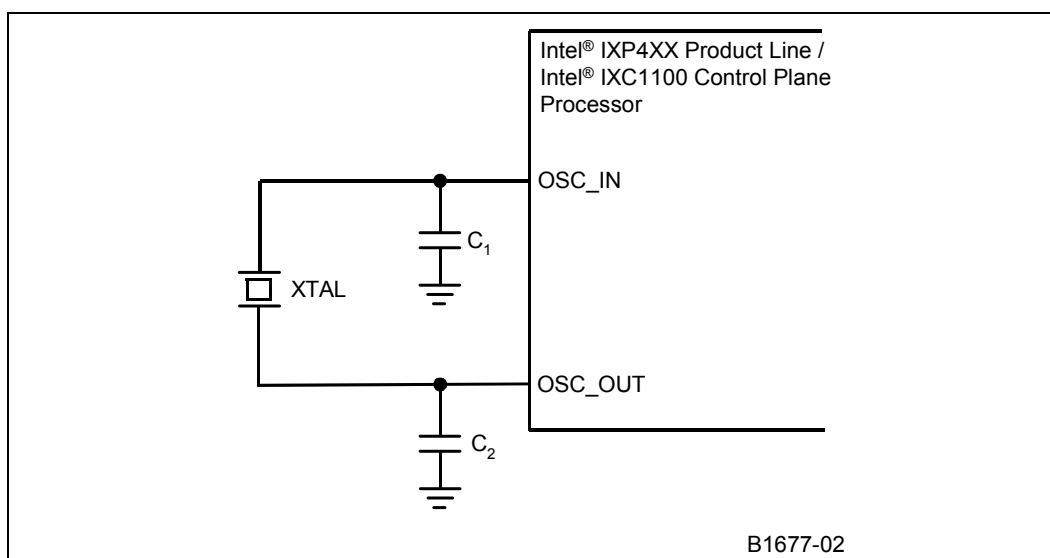 Intel® IXP4XX Product Line /
Intel® IXC1100 Control Plane
Processor
OSC_IN
C1
XTAL
OSC_OUT
C2
B1677-02